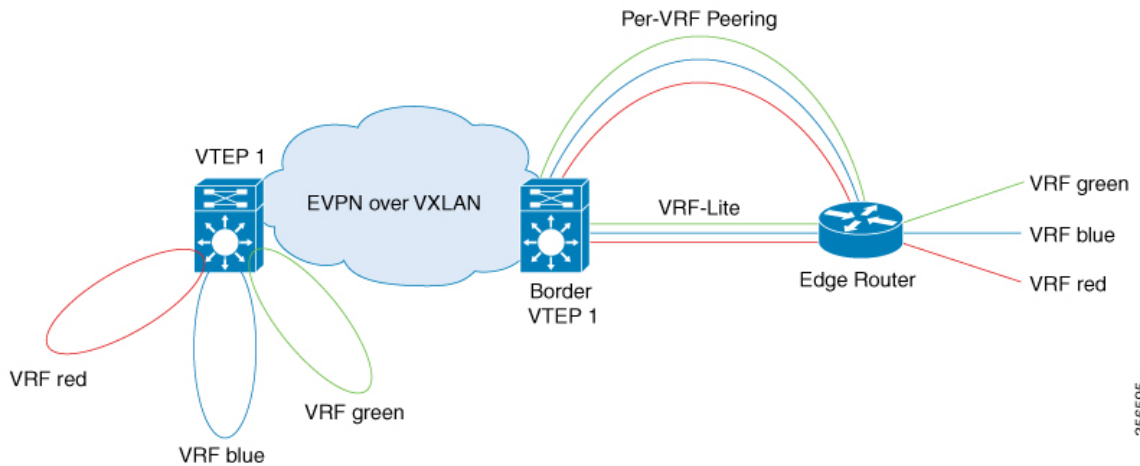 Per-VRF Peering
VTEP 1
EVPN over VXLAN
VRF-Lite
VRF green
VRF blue
VRF red
Edge Router
Border
VTEP 1
VRF red
VRF green
VRF blue